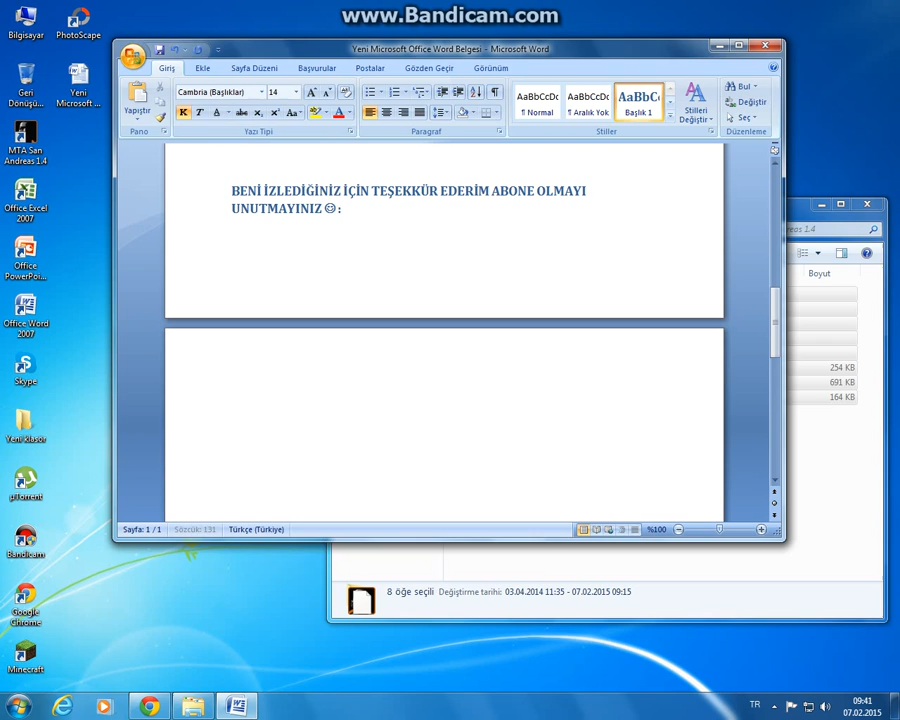 www.Bandicam.com
Bilgisayar
PhotoScape
Geri Dönüşü...
Yeni Microsoft ...
MTA San Andreas 1.4
Office Excel 2007
Office PowerPoi...
Office Word 2007
Skype
Yeni klasör
µTorrent
Bandicam
Google Chrome
Minecraft
Yeni Microsoft Office Word Belgesi - Microsoft Word
Giriş Ekle Sayfa Düzeni Başvurular Postalar Gözden Geçir Görünüm
Yapıştır
Pano
Cambria (Başlıklar) 14
K T A abc x₂ x² Aa
Yazı Tipi
Paragraf
AaBbCcDc AaBbCcDc AaBbC
¶ Normal ¶ Aralık Yok Başlık 1
Stilleri Değiştir
Stiller
Bul
Değiştir
Seç
Düzenleme
BENİ İZLEDİĞİNİZ İÇİN TEŞEKKÜR EDERİM ABONE OLMAYI
UNUTMAYINIZ ☺ :
Sayfa: 1 / 1 Sözcük: 131 Türkçe (Türkiye) %100
Boyut
254 KB
691 KB
164 KB
8 öğe seçili Değiştirme tarihi: 03.04.2014 11:35 - 07.02.2015 09:15
TR
09:41
07.02.2015